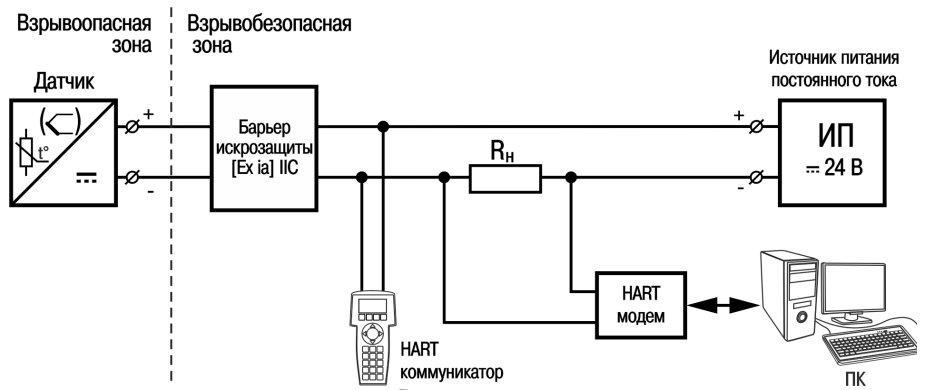 Взрывоопасная
зона
Взрывобезопасная
зона
Датчик
t°
+
-
Барьер
искрозащиты
[Ex ia] IIC
Rн
Источник питания
постоянного тока
+
-
ИП
24 В
HART
коммуникатор
HART
модем
ПК